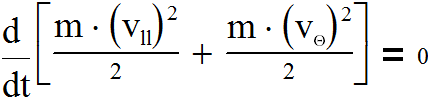 d/dt [ m · (v_ll)^2 / 2 + m · (v_Θ)^2 / 2 ] = 0